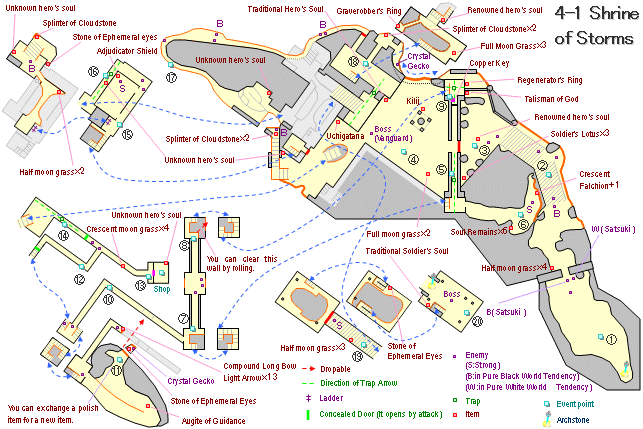 4-1 Shrine
of Storms
Unknown hero's soul
Splinter of Cloudstone
Stone of Ephemeral eyes
Adjudicator Shield
B
B
S
⑯
⑮
Half moon grass×2
⑰
B
Unknown hero's soul
Splinter of Cloudstone×2
Unknown hero's soul
B
Traditional Hero's Soul
B
Graverobber's Ring
Renowned hero's soul
Splinter of Cloudstone×2
Full Moon Grass×3
Crystal
Gecko
Copper Key
Regenerator's Ring
Talisman of God
Renowned hero's soul
Soldier's Lotus×3
⑱
Kilij
⑨
Uchigatana
Boss
(Vanguard)
④
⑤
③
②
Crescent
Falchion+1
S
⑥
B
Full moon grass×2
Soul Remains×6
W(Satsuki)
Traditional Soldier's Soul
Half moon grass×4
B(Satsuki)
①
Unknown hero's soul
Crescent moon grass×4
⑭
⑫
⑬
Shop
⑧
You can clear this
wall by rolling.
⑩
⑦
⑪
Boss
⑳
S
⑲
Half moon grass×3
Stone of
Ephemeral Eyes
Compound Long Bow
Light Arrow×13
Crystal Gecko
Stone of Ephemeral Eyes
Augite of Guidance
You can exchange a polish
item for a new item.
Dropable
Direction of Trap Arrow
Ladder
Concealed Door (It opens by attack)
Enemy
(S:Strong)
(B:in Pure Black World Tendency)
(W:in Pure White World Tendency)
Trap
Item
Event point
Archstone